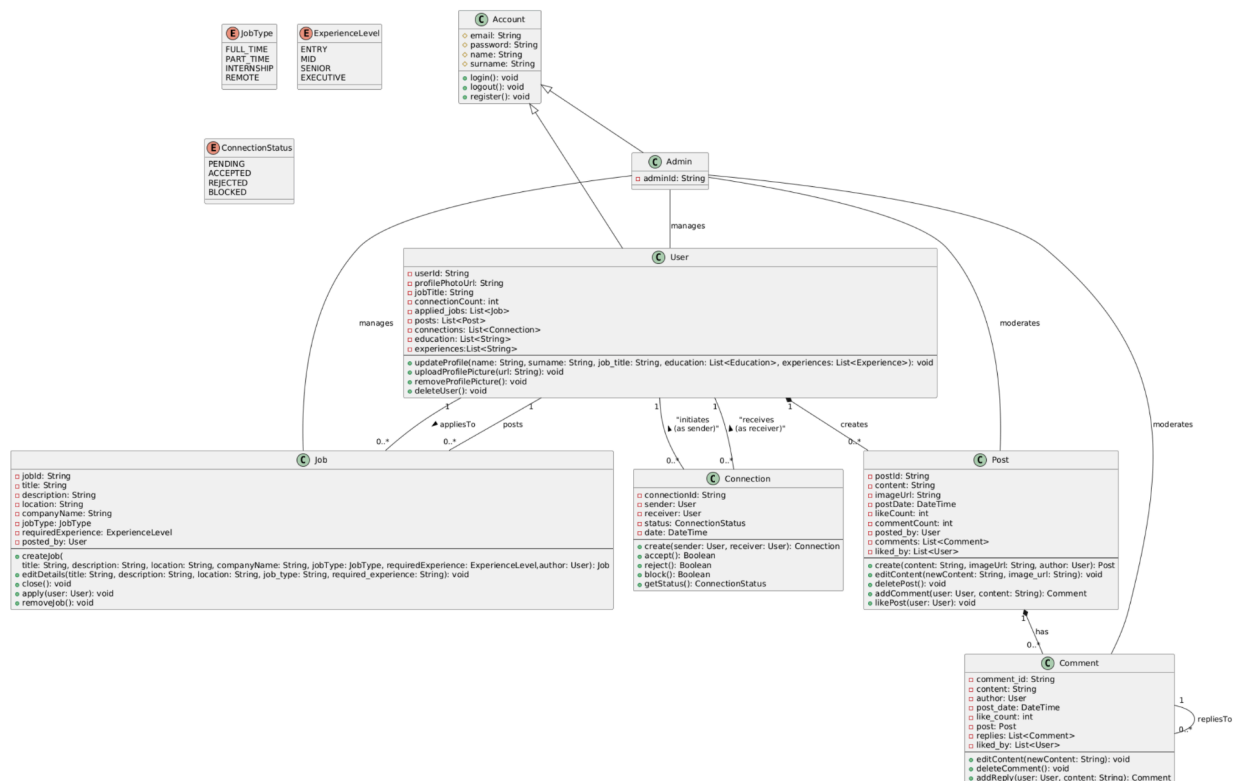 JobType
FULL_TIME
PART_TIME
INTERNSHIP
REMOTE
ExperienceLevel
ENTRY
MID
SENIOR
EXECUTIVE
Account
email: String
password: String
name: String
surname: String
login(): void
logout(): void
register(): void
ConnectionStatus
PENDING
ACCEPTED
REJECTED
BLOCKED
Admin
adminId: String
manages
manages
moderates
moderates
User
userId: String
profilePhotoUrl: String
jobTitle: String
connectionCount: int
applied_jobs: List<Job>
posts: List<Post>
connections: List<Connection>
education: List<String>
experiences:List<String>
updateProfile(name: String, surname: String, job_title: String, education: List<Education>, experiences: List<Experience>): void
uploadProfilePicture(url: String): void
removeProfilePicture(): void
deleteUser(): void
1
appliesTo
0..*
1
posts
0..*
1
"initiates
(as sender)"
0..*
1
"receives
(as receiver)"
0..*
1
creates
0..*
Job
jobId: String
title: String
description: String
location: String
companyName: String
jobType: JobType
requiredExperience: ExperienceLevel
posted_by: User
createJob(
title: String, description: String, location: String, companyName: String, jobType: JobType, requiredExperience: ExperienceLevel,author: User): Job
editDetails(title: String, description: String, location: String, job_type: String, required_experience: String): void
close(): void
apply(user: User): void
removeJob(): void
Connection
connectionId: String
sender: User
receiver: User
status: ConnectionStatus
date: DateTime
create(sender: User, receiver: User): Connection
accept(): Boolean
reject(): Boolean
block(): Boolean
getStatus(): ConnectionStatus
Post
postId: String
content: String
imageUrl: String
postDate: DateTime
likeCount: int
commentCount: int
posted_by: User
comments: List<Comment>
liked_by: List<User>
create(content: String, imageUrl: String, author: User): Post
editContent(newContent: String, image_url: String): void
deletePost(): void
addComment(user: User, content: String): Comment
likePost(user: User): void
1
has
0..*
Comment
comment_id: String
content: String
author: User
post_date: DateTime
like_count: int
post: Post
replies: List<Comment>
liked_by: List<User>
editContent(newContent: String): void
deleteComment(): void
addReply(user: User, content: String): Comment
1
repliesTo
0..*